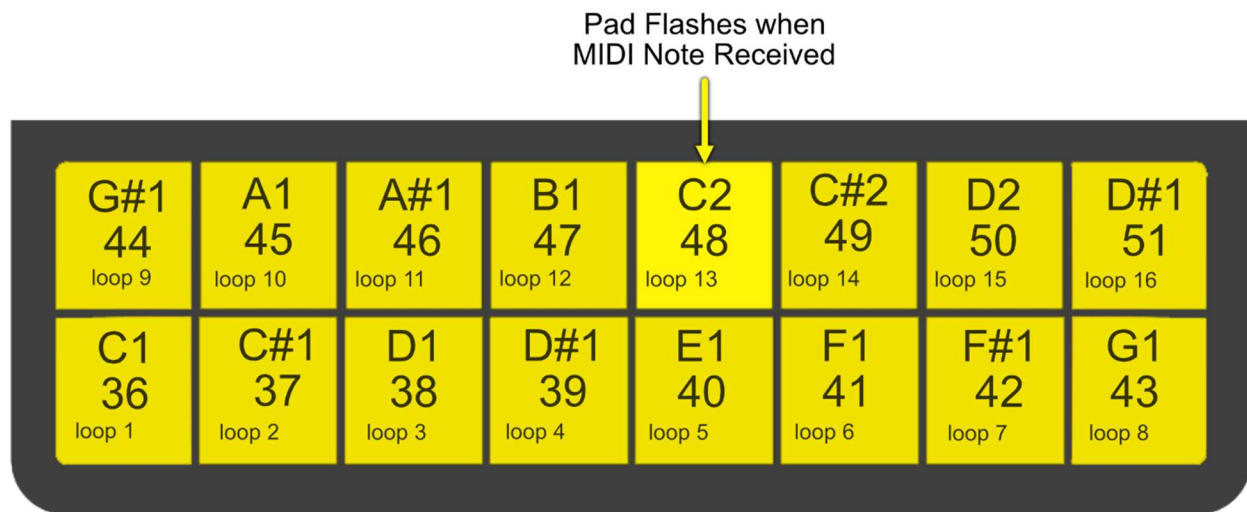 Pad Flashes when
MIDI Note Received
G#1
44
loop 9
A1
45
loop 10
A#1
46
loop 11
B1
47
loop 12
C2
48
loop 13
C#2
49
loop 14
D2
50
loop 15
D#1
51
loop 16
C1
36
loop 1
C#1
37
loop 2
D1
38
loop 3
D#1
39
loop 4
E1
40
loop 5
F1
41
loop 6
F#1
42
loop 7
G1
43
loop 8